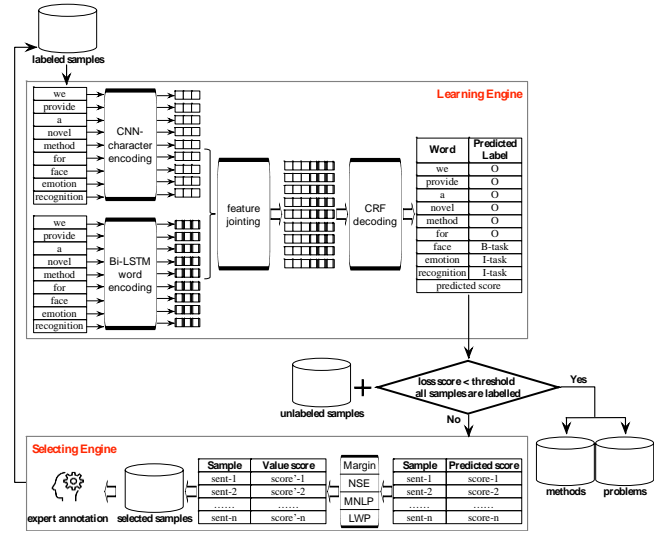 labeled samples
Learning Engine
we
provide
a
novel
method
for
face
emotion
recognition
CNN-
character
encoding
we
provide
a
novel
method
for
face
emotion
recognition
Bi-LSTM
word
encoding
feature
jointing
CRF
decoding
Word Predicted Label
we O
provide O
a O
novel O
method O
for O
face B-task
emotion I-task
recognition I-task
predicted score
unlabeled samples
loss score < threshold
all samples are labelled
Yes
No
methods
problems
Selecting Engine
expert annotation
selected samples
Sample Value score
sent-1 score'-1
sent-2 score'-2
...... ......
sent-n score'-n
Margin
NSE
MNLP
LWP
Sample Predicted score
sent-1 score-1
sent-2 score-2
...... ......
sent-n score-n